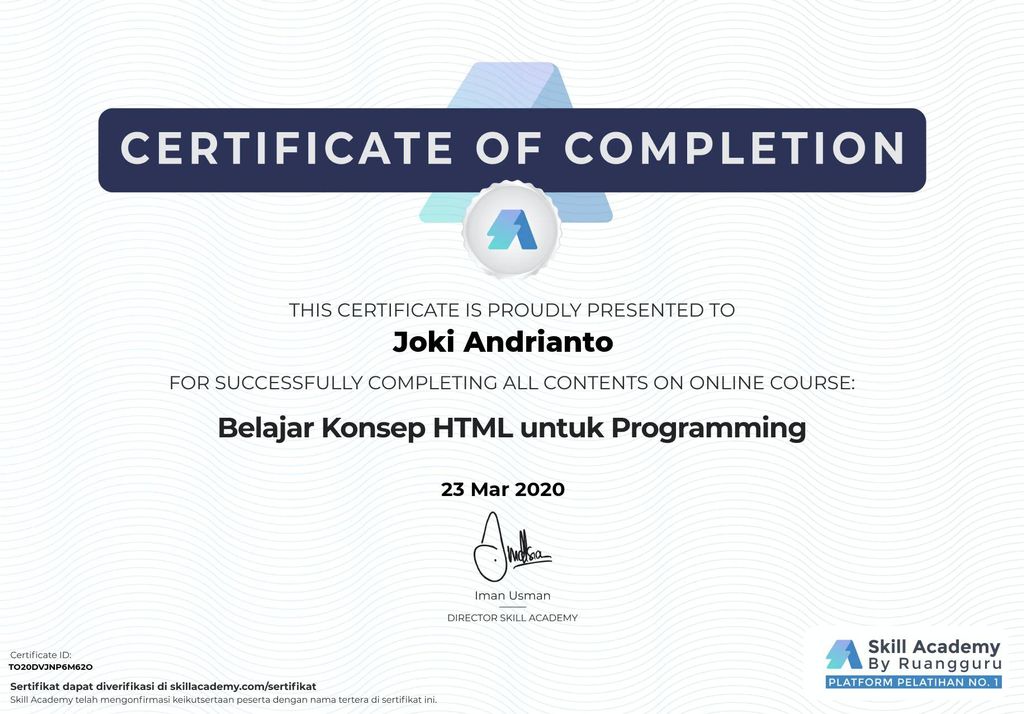 CERTIFICATE OF COMPLETION
THIS CERTIFICATE IS PROUDLY PRESENTED TO
Joki Andrianto
FOR SUCCESSFULLY COMPLETING ALL CONTENTS ON ONLINE COURSE:
Belajar Konsep HTML untuk Programming
23 Mar 2020
Iman Usman
DIRECTOR SKILL ACADEMY
Certificate ID:
TO20DVJNP6M62O
Sertifikat dapat diverifikasi di skillacademy.com/sertifikat
Skill Academy telah mengonfirmasi keikutsertaan peserta dengan nama tertera di sertifikat ini.
Skill Academy
By Ruangguru
PLATFORM PELATIHAN NO. 1